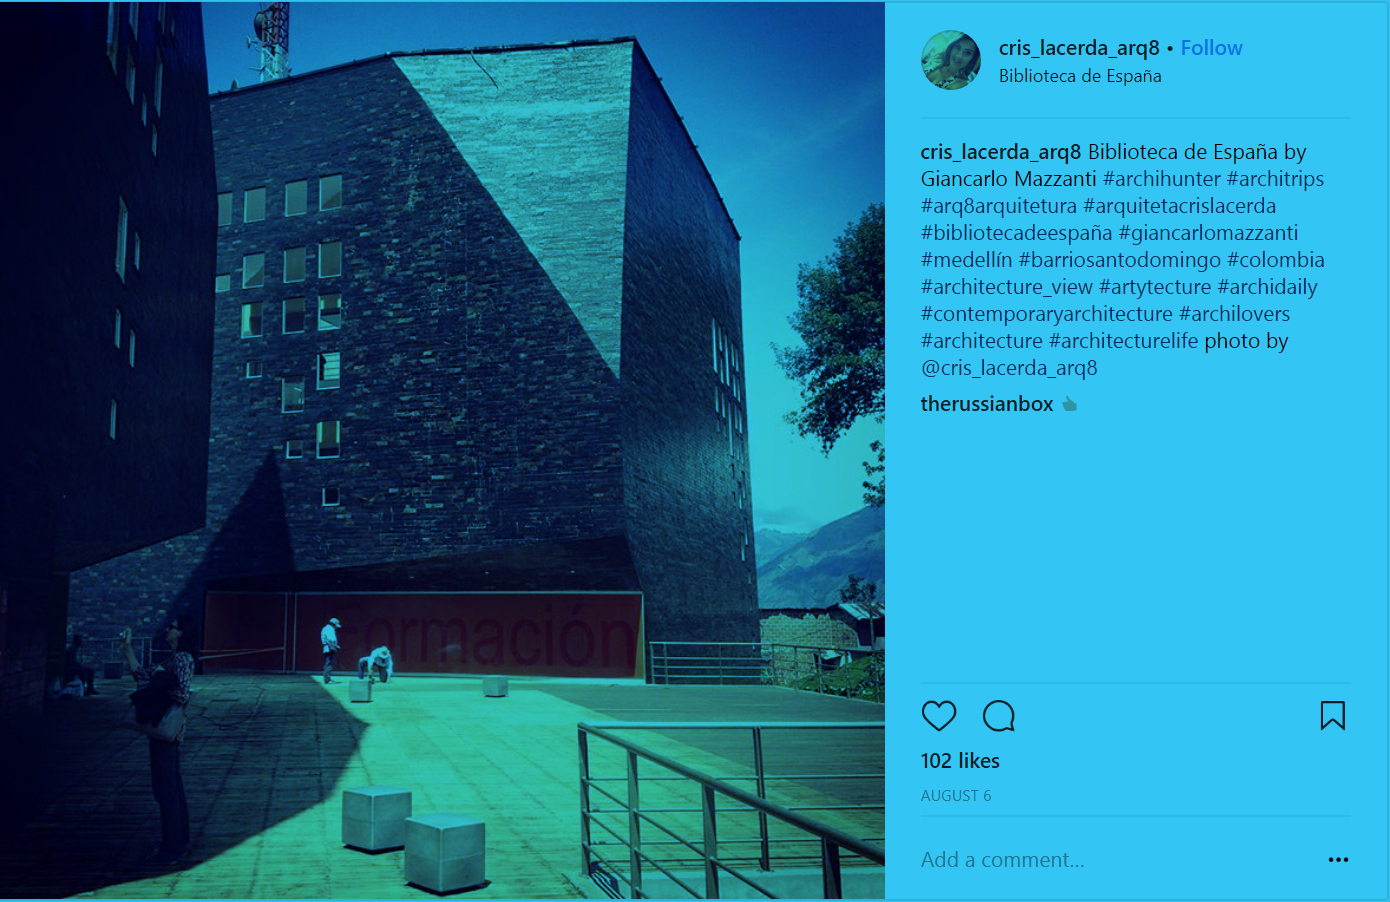 Formación
cris_lacerda_arq8 • Follow
Biblioteca de España
cris_lacerda_arq8 Biblioteca de España by
Giancarlo Mazzanti #archihunter #architrips
#arq8arquitetura #arquitetacrislacerda
#bibliotecadeespaña #giancarlomazzanti
#medellín #barriosantodomingo #colombia
#architecture_view #artytecture #archidaily
#contemporaryarchitecture #archilovers
#architecture #architecturelife photo by
@cris_lacerda_arq8
therussianbox
102 likes
AUGUST 6
Add a comment...